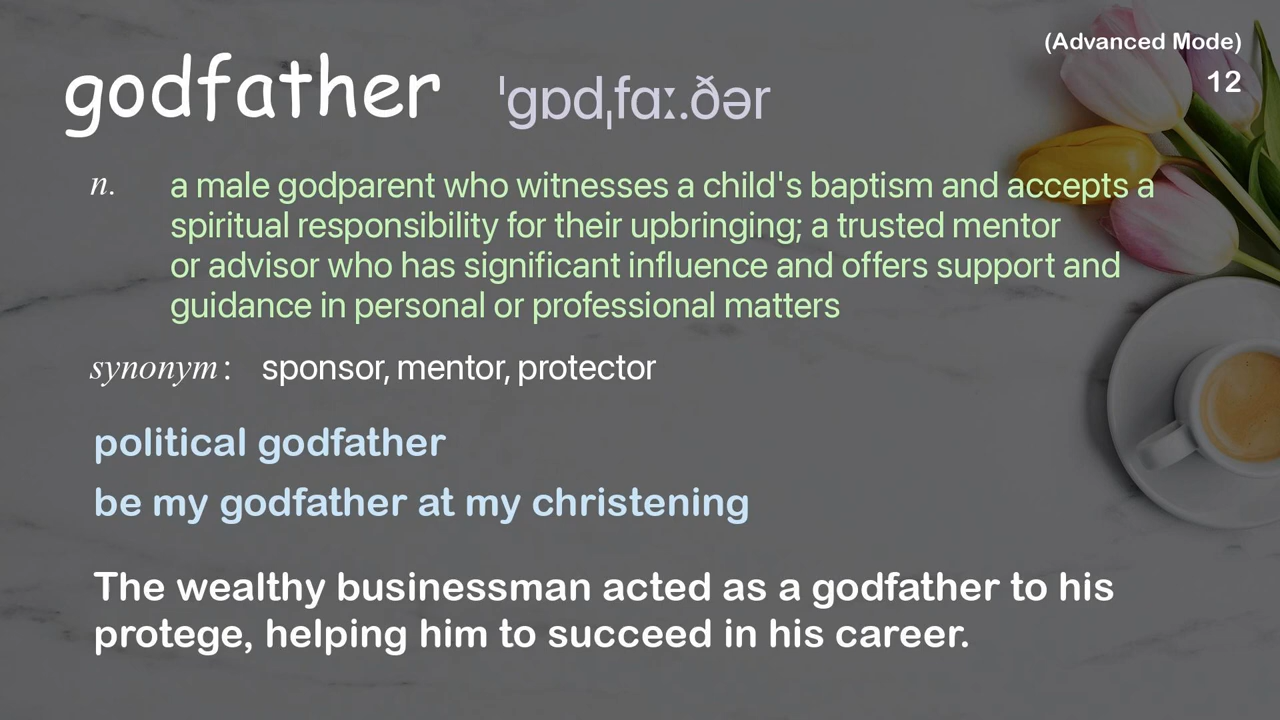 (Advanced Mode)
12
godfather ˈɡɒdˌfɑː.ðər
n. a male godparent who witnesses a child's baptism and accepts a
spiritual responsibility for their upbringing; a trusted mentor
or advisor who has significant influence and offers support and
guidance in personal or professional matters
synonym: sponsor, mentor, protector
political godfather
be my godfather at my christening
The wealthy businessman acted as a godfather to his
protege, helping him to succeed in his career.